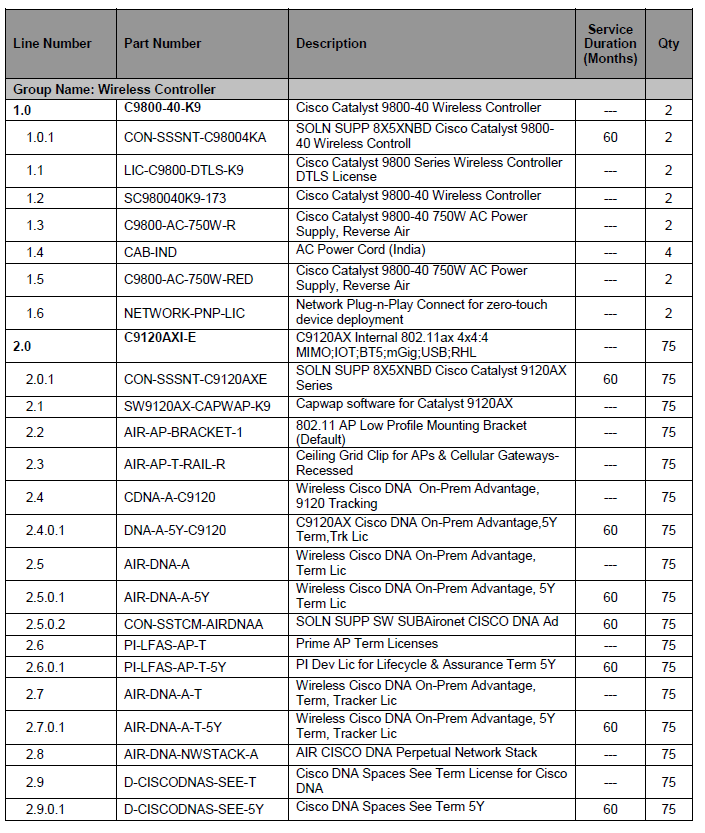 Line Number Part Number Description Service Duration (Months) Qty
Group Name: Wireless Controller
1.0 C9800-40-K9 Cisco Catalyst 9800-40 Wireless Controller --- 2
1.0.1 CON-SSSNT-C98004KA SOLN SUPP 8X5XNBD Cisco Catalyst 9800-
40 Wireless Controll 60 2
1.1 LIC-C9800-DTLS-K9 Cisco Catalyst 9800 Series Wireless Controller
DTLS License --- 2
1.2 SC980040K9-173 Cisco Catalyst 9800-40 Wireless Controller --- 2
1.3 C9800-AC-750W-R Cisco Catalyst 9800-40 750W AC Power
Supply, Reverse Air --- 2
1.4 CAB-IND AC Power Cord (India) --- 4
1.5 C9800-AC-750W-RED Cisco Catalyst 9800-40 750W AC Power
Supply, Reverse Air --- 2
1.6 NETWORK-PNP-LIC Network Plug-n-Play Connect for zero-touch
device deployment --- 2
2.0 C9120AXI-E C9120AX Internal 802.11ax 4x4:4
MIMO;IOT;BT5;mGig;USB;RHL --- 75
2.0.1 CON-SSSNT-C9120AXE SOLN SUPP 8X5XNBD Cisco Catalyst 9120AX
Series 60 75
2.1 SW9120AX-CAPWAP-K9 Capwap software for Catalyst 9120AX --- 75
2.2 AIR-AP-BRACKET-1 802.11 AP Low Profile Mounting Bracket
(Default) --- 75
2.3 AIR-AP-T-RAIL-R Ceiling Grid Clip for APs & Cellular Gateways-
Recessed --- 75
2.4 CDNA-A-C9120 Wireless Cisco DNA On-Prem Advantage,
9120 Tracking --- 75
2.4.0.1 DNA-A-5Y-C9120 C9120AX Cisco DNA On-Prem Advantage,5Y
Term,Trk Lic 60 75
2.5 AIR-DNA-A Wireless Cisco DNA On-Prem Advantage,
Term Lic --- 75
2.5.0.1 AIR-DNA-A-5Y Wireless Cisco DNA On-Prem Advantage, 5Y
Term Lic 60 75
2.5.0.2 CON-SSTCM-AIRDNAA SOLN SUPP SW SUBAironet CISCO DNA Ad 60 75
2.6 PI-LFAS-AP-T Prime AP Term Licenses --- 75
2.6.0.1 PI-LFAS-AP-T-5Y PI Dev Lic for Lifecycle & Assurance Term 5Y 60 75
2.7 AIR-DNA-A-T Wireless Cisco DNA On-Prem Advantage,
Term, Tracker Lic --- 75
2.7.0.1 AIR-DNA-A-T-5Y Wireless Cisco DNA On-Prem Advantage, 5Y
Term, Tracker Lic 60 75
2.8 AIR-DNA-NWSTACK-A AIR CISCO DNA Perpetual Network Stack --- 75
2.9 D-CISCODNAS-SEE-T Cisco DNA Spaces See Term License for Cisco
DNA --- 75
2.9.0.1 D-CISCODNAS-SEE-5Y Cisco DNA Spaces See Term 5Y 60 75